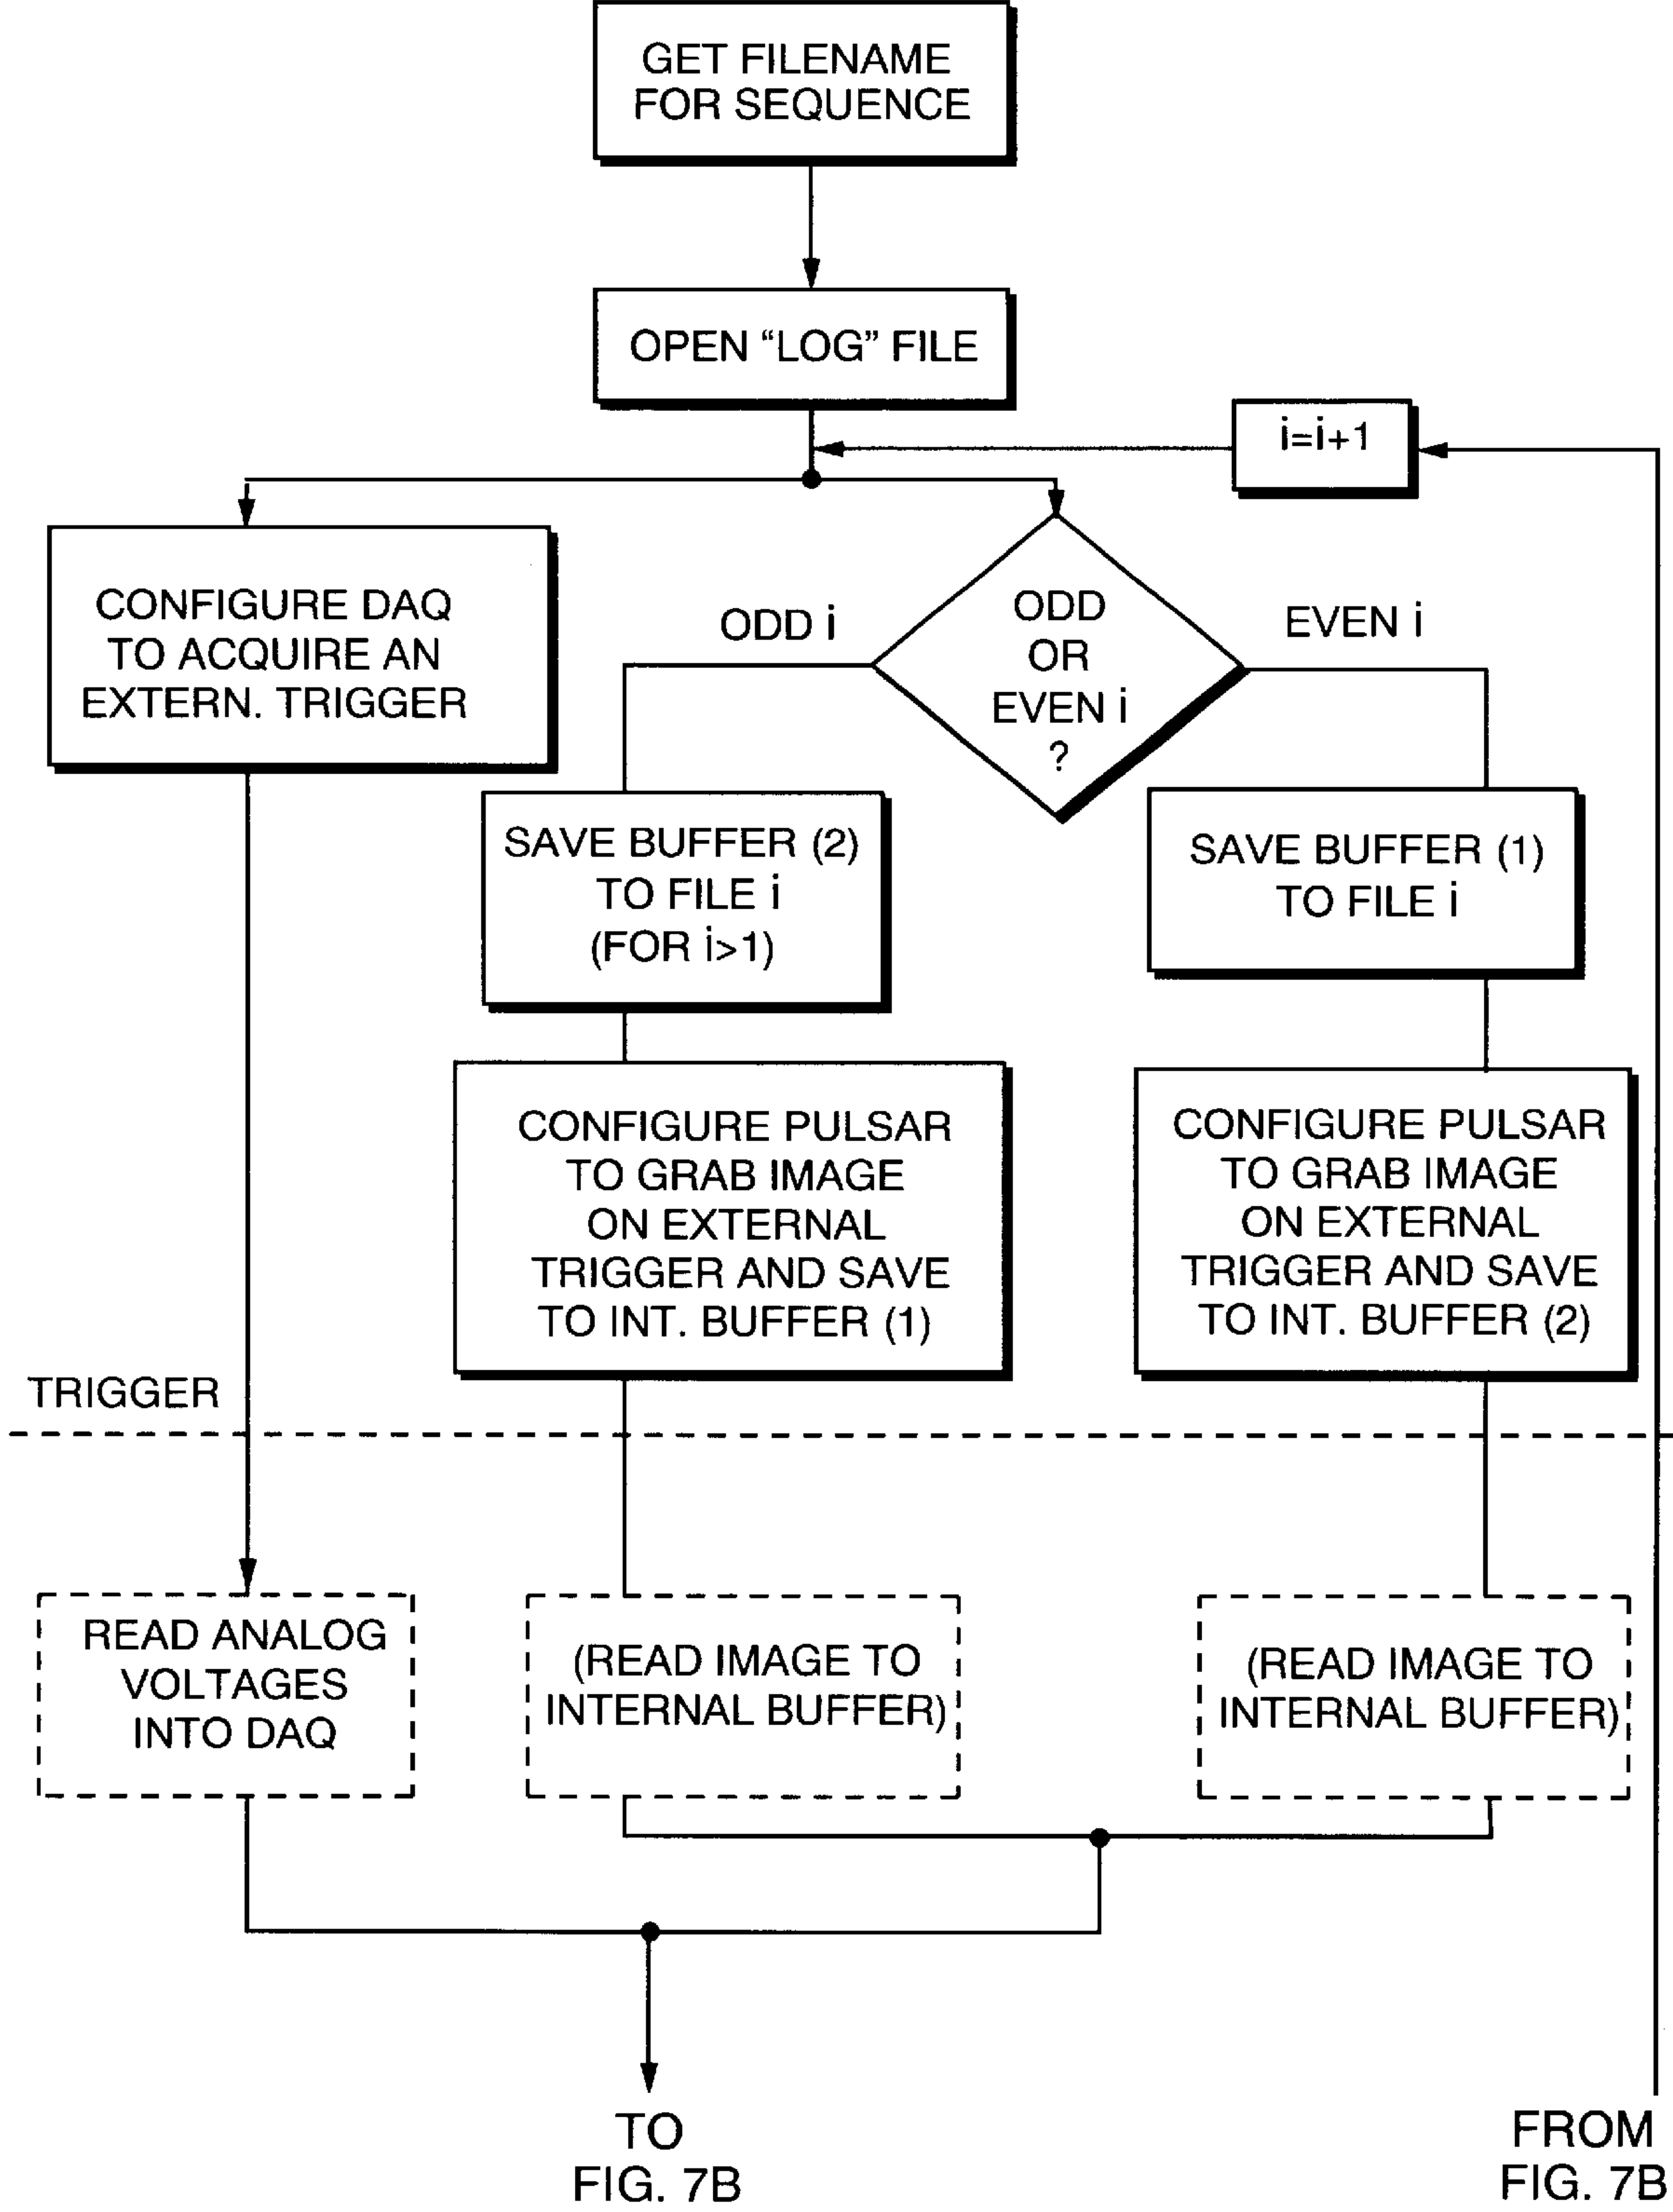 GET FILENAME
FOR SEQUENCE
OPEN “LOG” FILE
i=i+1
CONFIGURE DAQ
TO ACQUIRE AN
EXTERN. TRIGGER
ODD i
ODD
OR
EVEN i
?
EVEN i
SAVE BUFFER (2)
TO FILE i
(FOR i>1)
SAVE BUFFER (1)
TO FILE i
CONFIGURE PULSAR
TO GRAB IMAGE
ON EXTERNAL
TRIGGER AND SAVE
TO INT. BUFFER (1)
CONFIGURE PULSAR
TO GRAB IMAGE
ON EXTERNAL
TRIGGER AND SAVE
TO INT. BUFFER (2)
TRIGGER
READ ANALOG
VOLTAGES
INTO DAQ
(READ IMAGE TO
INTERNAL BUFFER)
(READ IMAGE TO
INTERNAL BUFFER)
TO
FIG. 7B
FROM
FIG. 7B